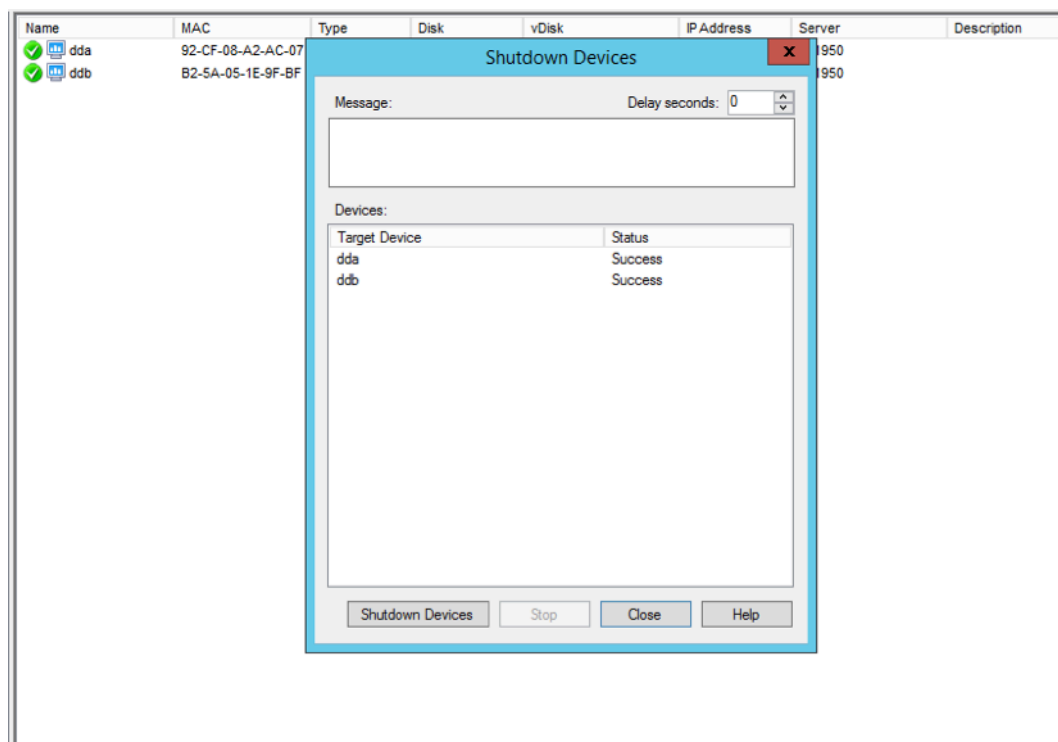 Name MAC Type Disk vDisk IP Address Server Description
dda 92-CF-08-A2-AC-07 1950
ddb B2-5A-05-1E-9F-BF 1950
Shutdown Devices x
Message: Delay seconds: 0
Devices:
Target Device Status
dda Success
ddb Success
Shutdown Devices Stop Close Help